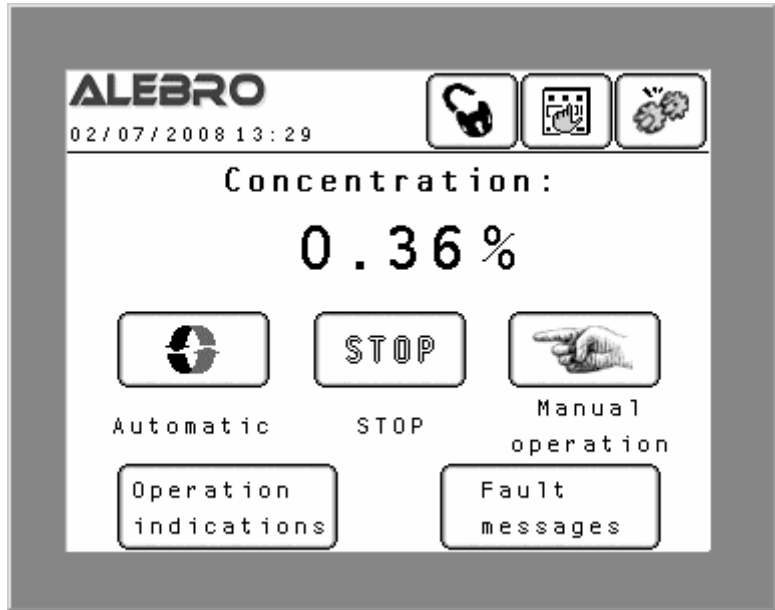 ALEBRO
02/07/2008 13:29
Concentration:
0.36%
STOP
Automatic
STOP
Manual
operation
Operation
indications
Fault
messages